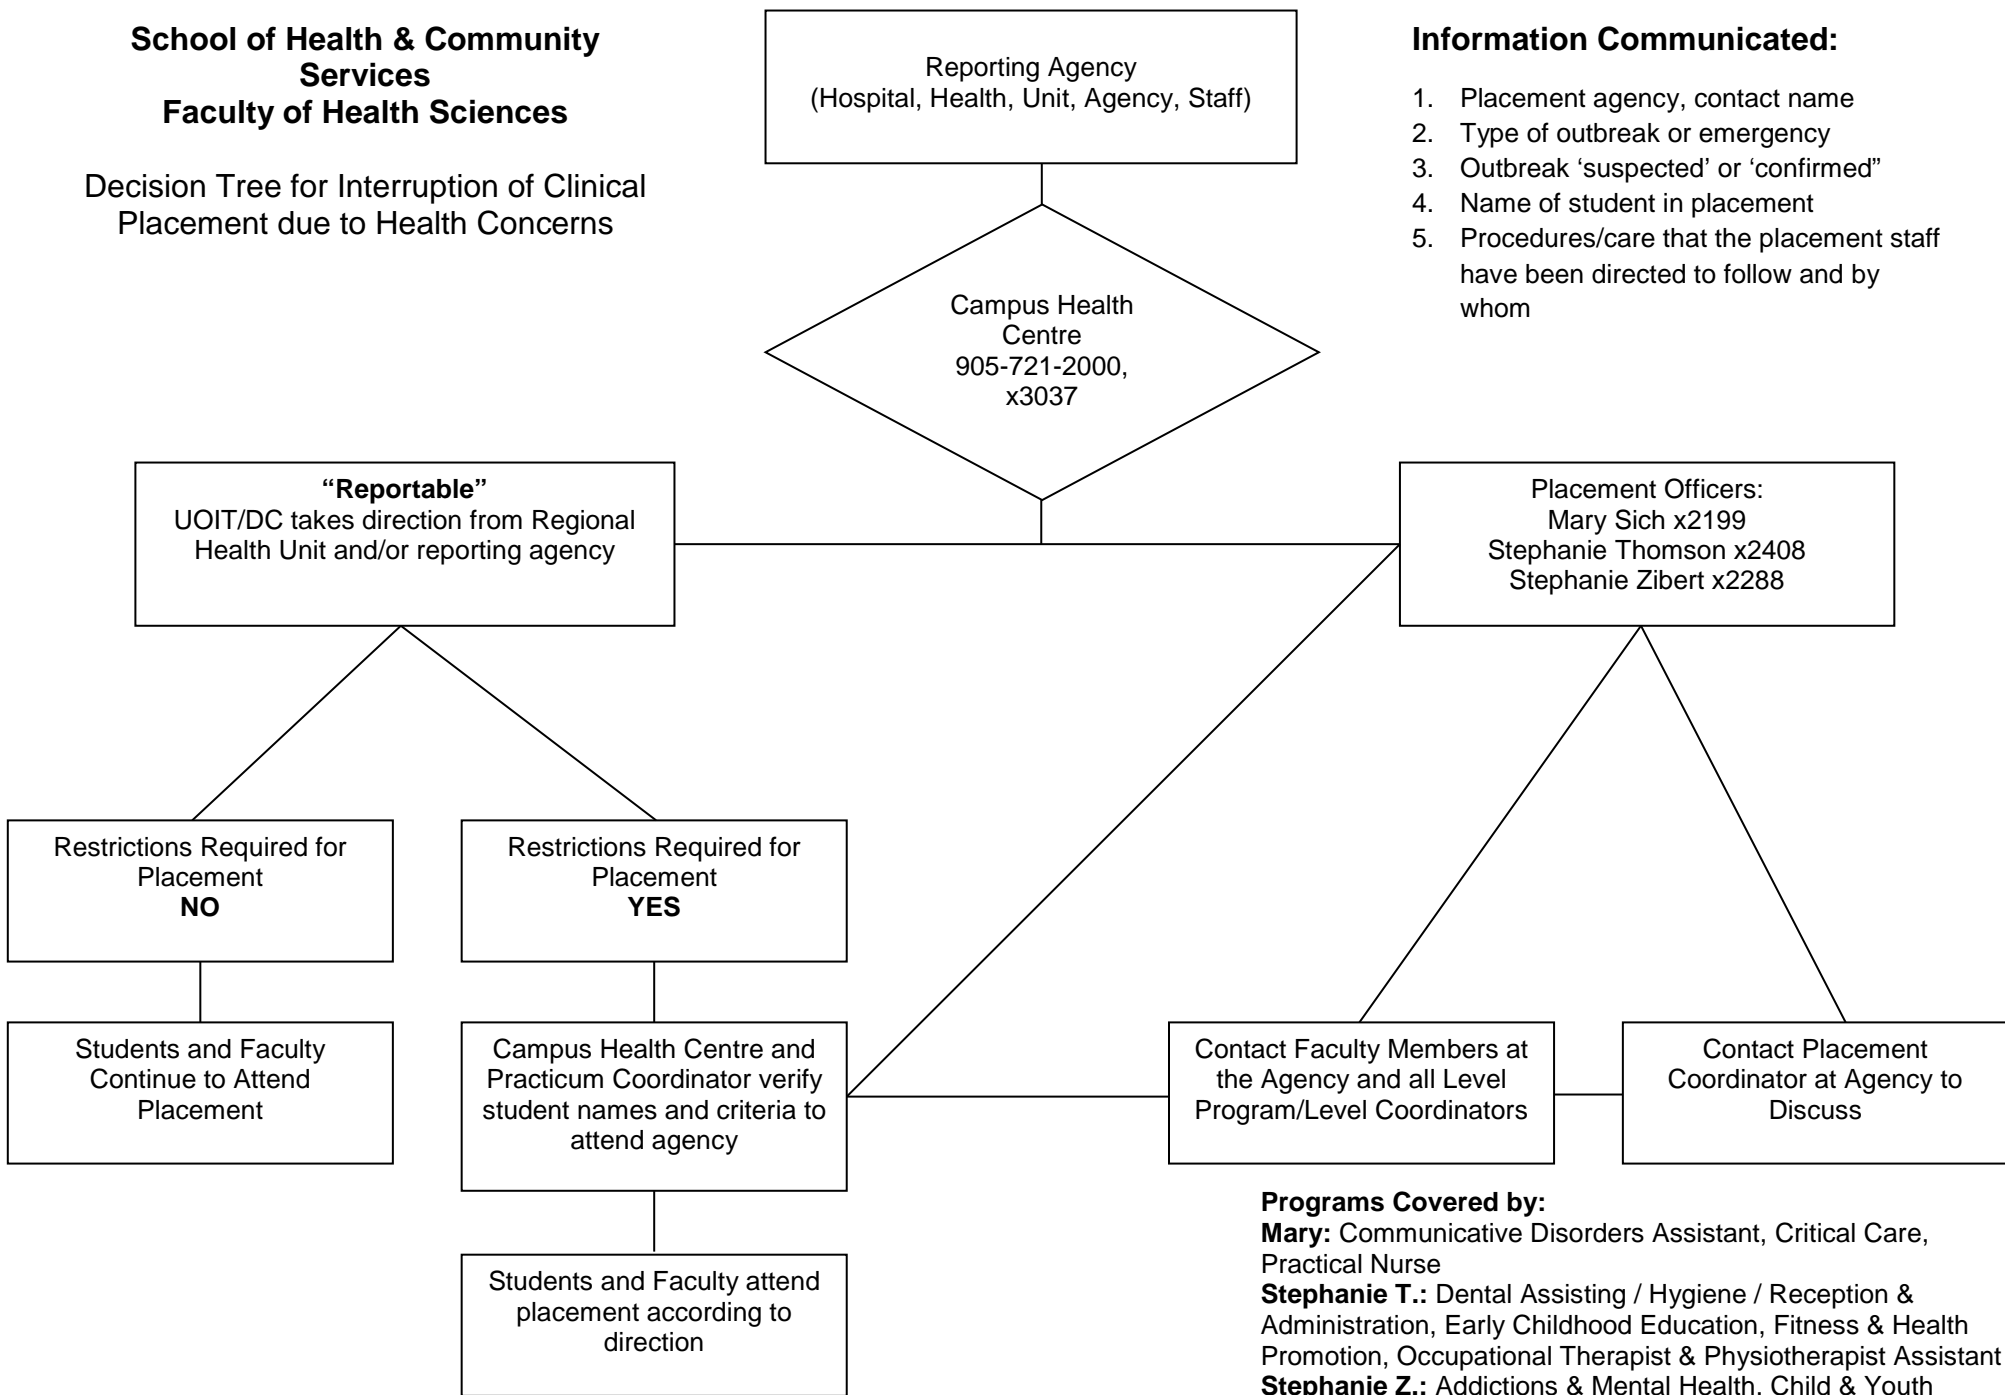 School of Health & Community
Services
Faculty of Health Sciences
Decision Tree for Interruption of Clinical
Placement due to Health Concerns
Reporting Agency
(Hospital, Health, Unit, Agency, Staff)
Information Communicated:
1. Placement agency, contact name
2. Type of outbreak or emergency
3. Outbreak ‘suspected’ or ‘confirmed”
4. Name of student in placement
5. Procedures/care that the placement staff
have been directed to follow and by
whom
Campus Health
Centre
905-721-2000,
x3037
“Reportable”
UOIT/DC takes direction from Regional
Health Unit and/or reporting agency
Placement Officers:
Mary Sich x2199
Stephanie Thomson x2408
Stephanie Zibert x2288
Restrictions Required for
Placement
NO
Restrictions Required for
Placement
YES
Students and Faculty
Continue to Attend
Placement
Campus Health Centre and
Practicum Coordinator verify
student names and criteria to
attend agency
Contact Faculty Members at
the Agency and all Level
Program/Level Coordinators
Contact Placement
Coordinator at Agency to
Discuss
Students and Faculty attend
placement according to
direction
Programs Covered by:
Mary: Communicative Disorders Assistant, Critical Care,
Practical Nurse
Stephanie T.: Dental Assisting / Hygiene / Reception &
Administration, Early Childhood Education, Fitness & Health
Promotion, Occupational Therapist & Physiotherapist Assistant
Stephanie Z.: Addictions & Mental Health, Child & Youth